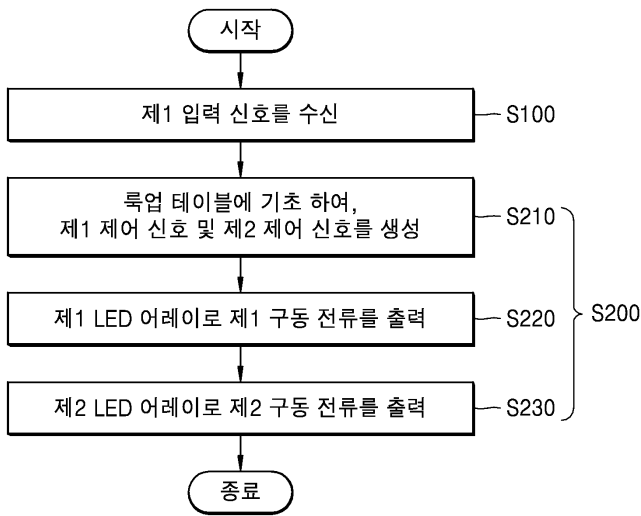 시작
제1 입력 신호를 수신
S100
룩업 테이블에 기초 하여,
제1 제어 신호 및 제2 제어 신호를 생성
S210
제1 LED 어레이로 제1 구동 전류를 출력
S220
S200
제2 LED 어레이로 제2 구동 전류를 출력
S230
종료